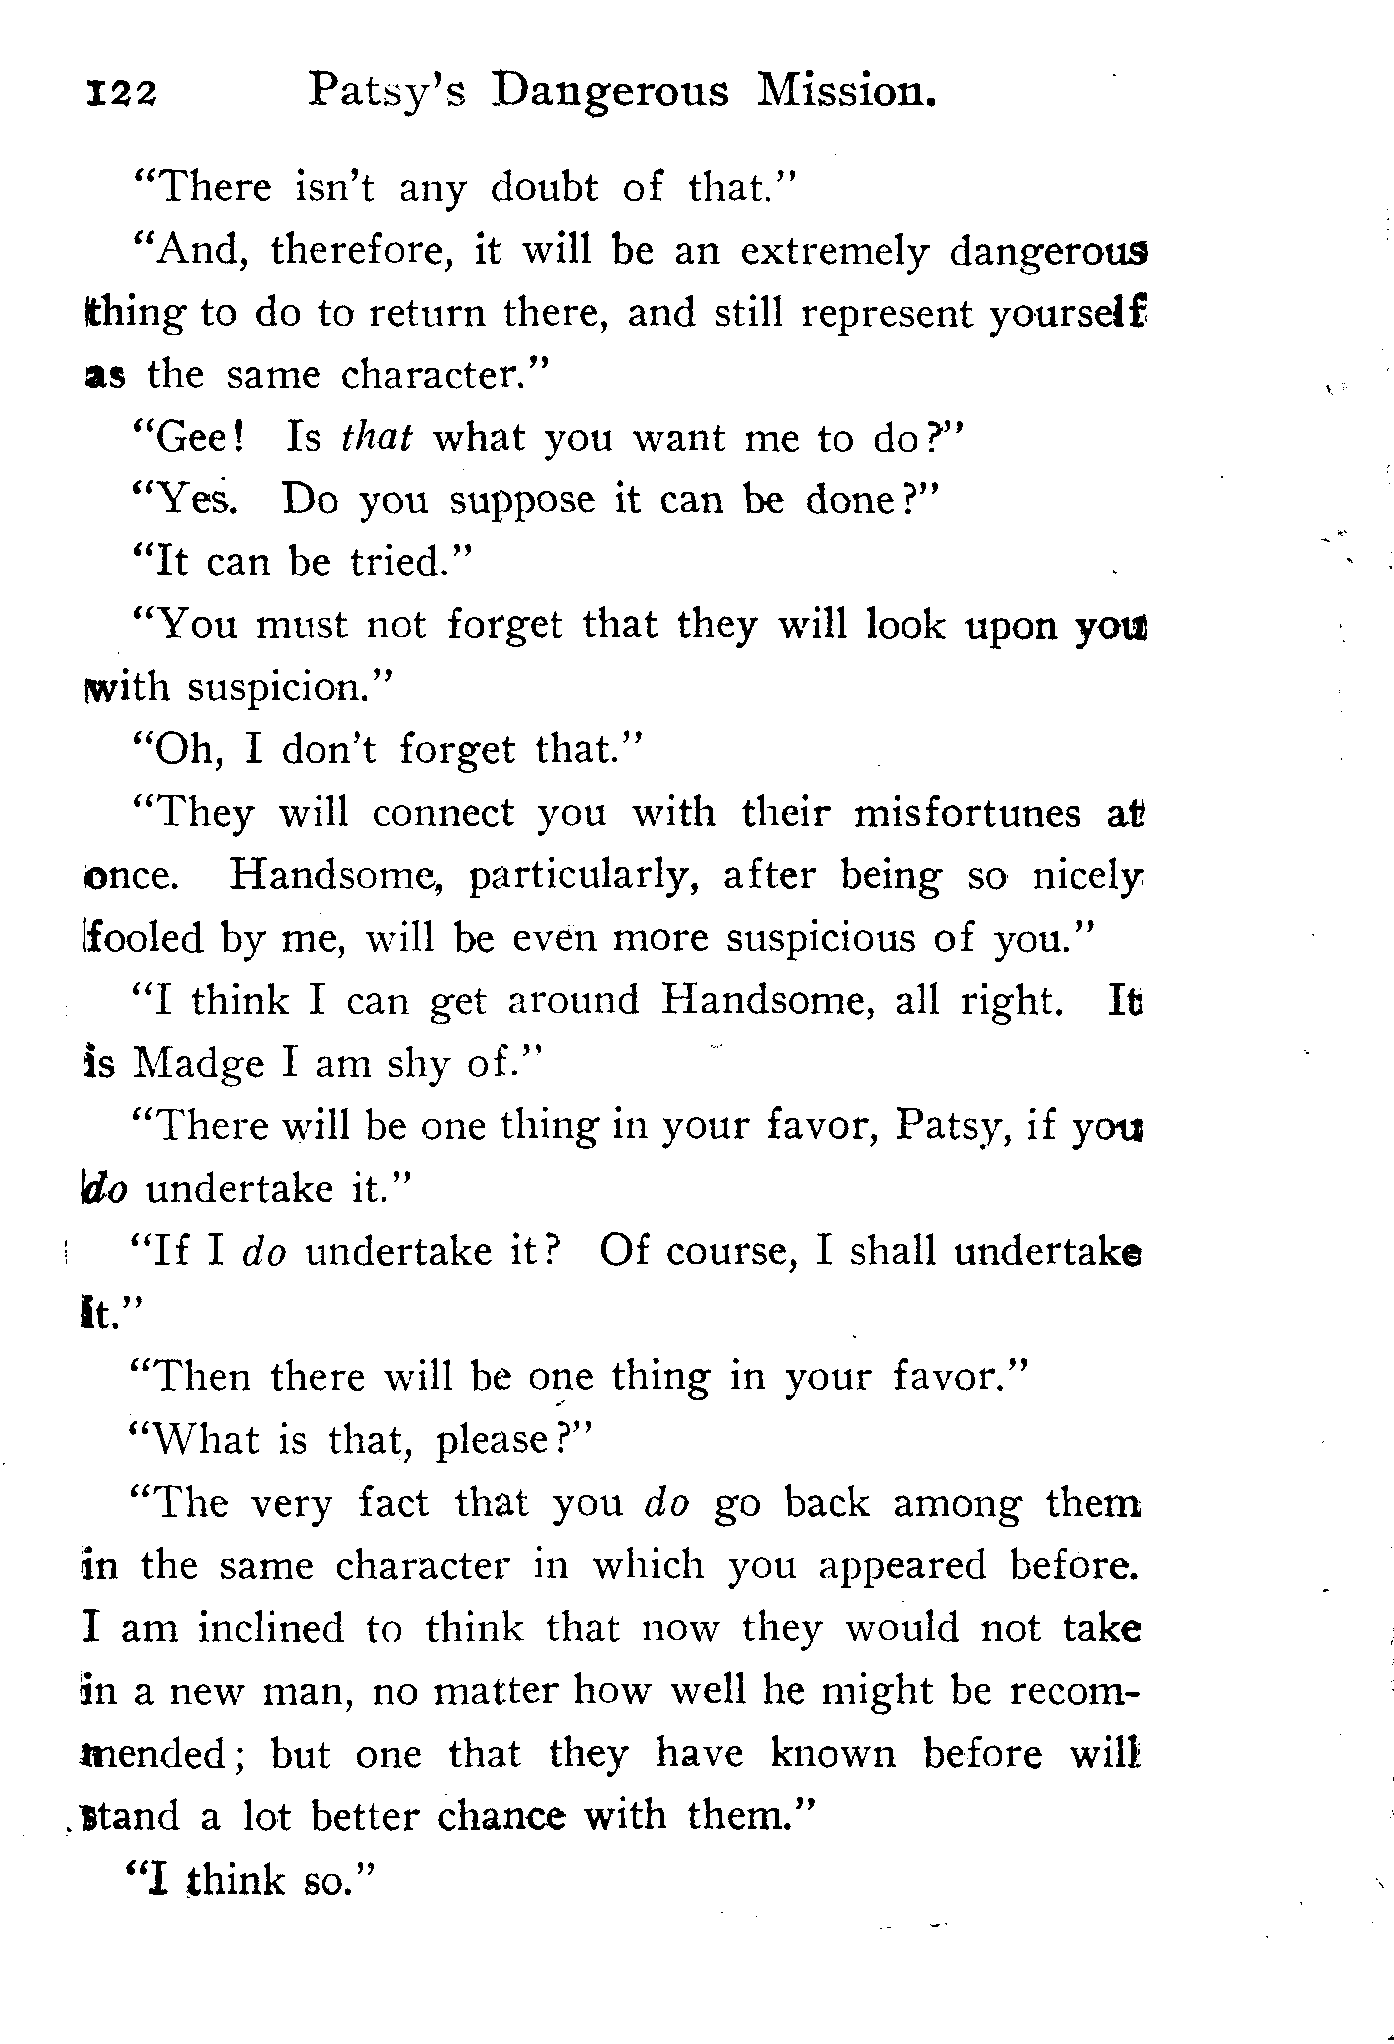 122 Patsy's Dangerous Mission.
"There isn't any doubt of that."
"And, therefore, it will be an extremely dangerous
thing to do to return there, and still represent yourself
as the same character."
"Gee! Is that what you want me to do?"
"Yes. Do you suppose it can be done?"
"It can be tried."
"You must not forget that they will look upon you
with suspicion."
"Oh, I don't forget that."
"They will connect you with their misfortunes at
once. Handsome, particularly, after being so nicely
fooled by me, will be even more suspicious of you."
"I think I can get around Handsome, all right. It
is Madge I am shy of."
"There will be one thing in your favor, Patsy, if you
do undertake it."
"If I do undertake it? Of course, I shall undertake
it."
"Then there will be one thing in your favor."
"What is that, please?"
"The very fact that you do go back among them
in the same character in which you appeared before.
I am inclined to think that now they would not take
in a new man, no matter how well he might be recom-
mended; but one that they have known before will
stand a lot better chance with them."
"I think so."